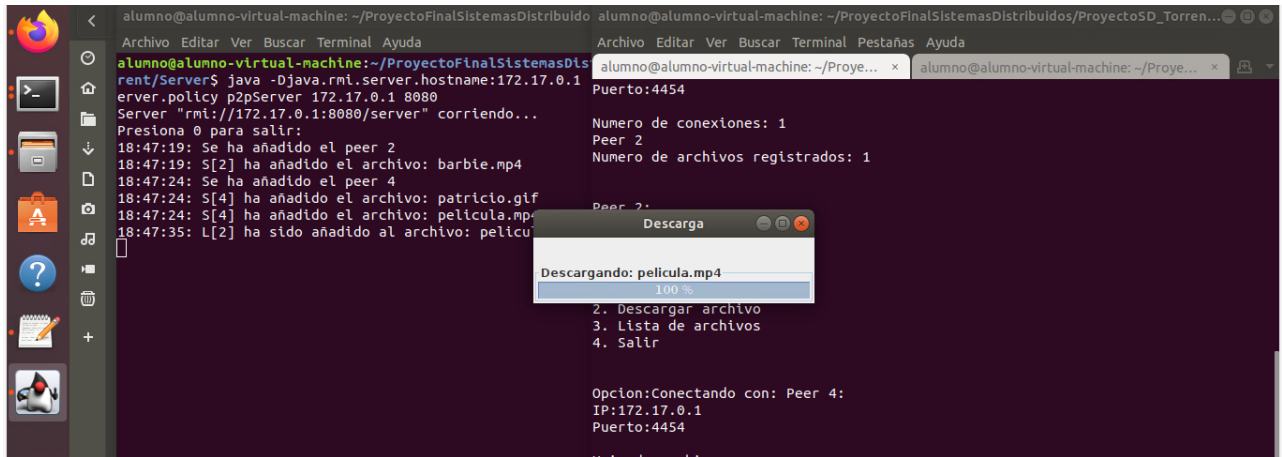 alumno@alumno-virtual-machine: ~/ProyectoFinalSistemasDistribuido
Archivo Editar Ver Buscar Terminal Ayuda
alumno@alumno-virtual-machine:~/ProyectoFinalSistemasDis
rent/Server$ java -Djava.rmi.server.hostname:172.17.0.1
erver.policy p2pServer 172.17.0.1 8080
Server "rmi://172.17.0.1:8080/server" corriendo...
Presiona 0 para salir:
18:47:19: Se ha añadido el peer 2
18:47:19: S[2] ha añadido el archivo: barbie.mp4
18:47:24: Se ha añadido el peer 4
18:47:24: S[4] ha añadido el archivo: patricio.gif
18:47:24: S[4] ha añadido el archivo: pelicula.mp4
18:47:35: L[2] ha sido añadido al archivo: pelicu
alumno@alumno-virtual-machine: ~/ProyectoFinalSistemasDistribuidos/ProyectoSD_Torren...
Archivo Editar Ver Buscar Terminal Pestañas Ayuda
alumno@alumno-virtual-machine: ~/Proye... ×
alumno@alumno-virtual-machine: ~/Proye... ×
Puerto:4454
Numero de conexiones: 1
Peer 2
Numero de archivos registrados: 1
Peer 2:
Descarga
Descargando: pelicula.mp4
100 %
2. Descargar archivo
3. Lista de archivos
4. Salir
Opcion:Conectando con: Peer 4:
IP:172.17.0.1
Puerto:4454